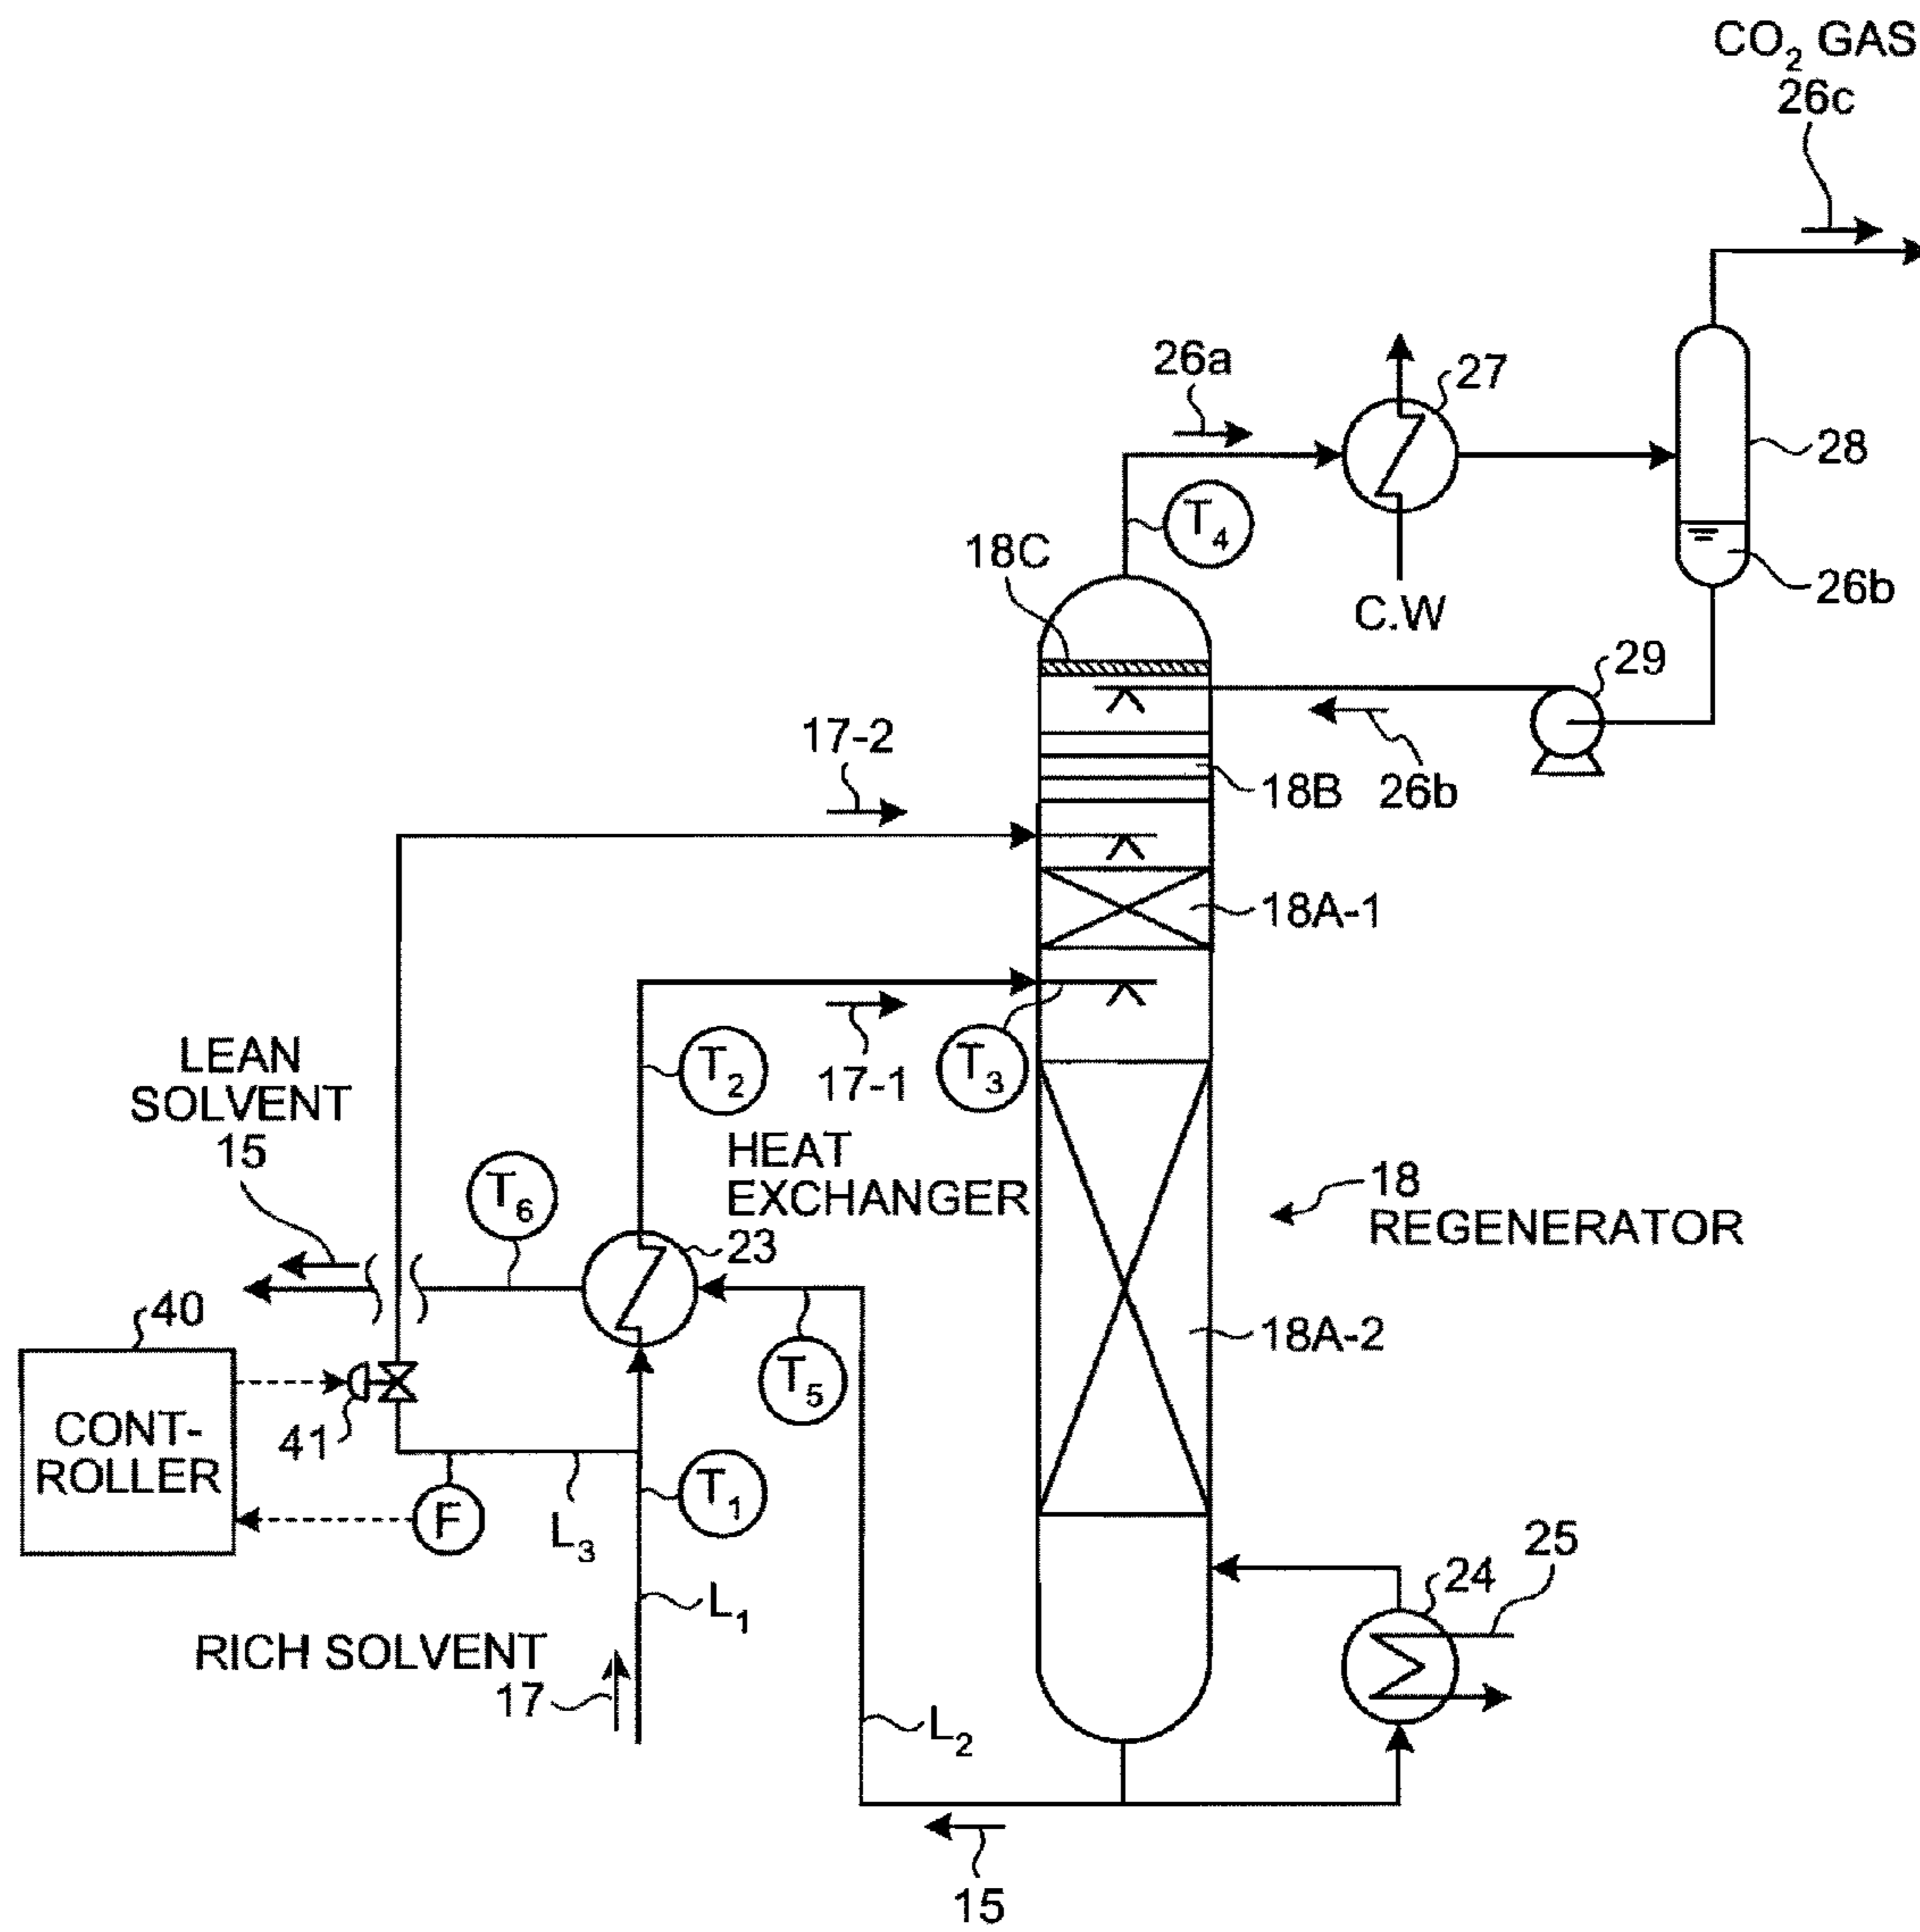 CO₂ GAS
26c
26a
27
28
T₄
18C
26b
C.W
29
17-2
18B
26b
18A-1
LEAN
SOLVENT
15
T₂
17-1
T₃
HEAT
EXCHANGER
23
T₆
18
REGENERATOR
40
18A-2
T₅
CONT-
ROLLER
41
T₁
F
L₃
25
24
L₁
RICH SOLVENT
17
L₂
15